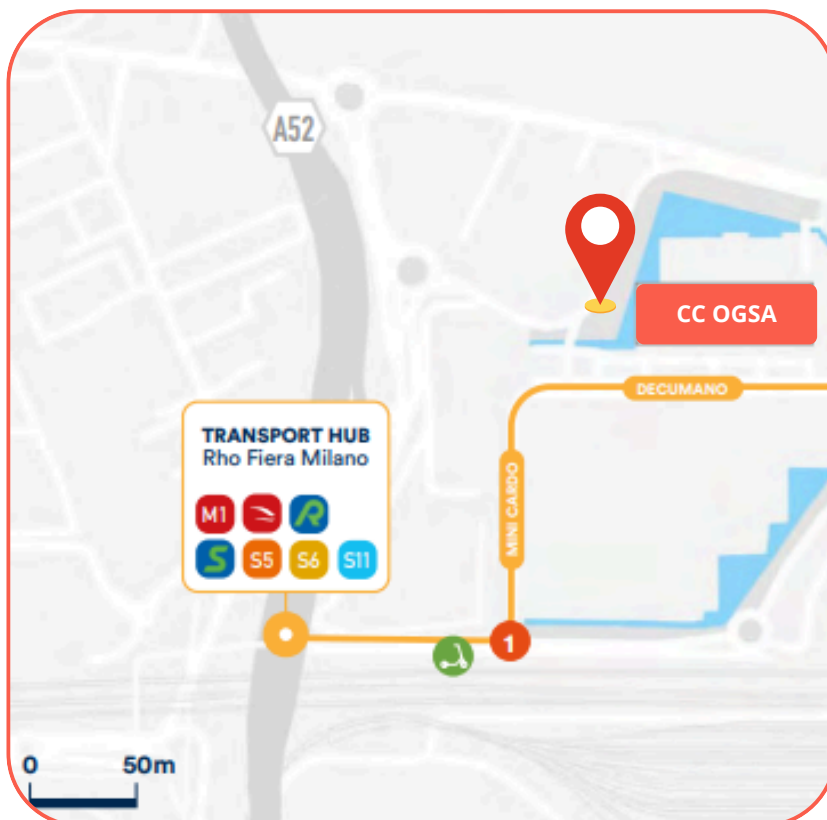 A52
CC OGSA
DECUMANO
TRANSPORT HUB
Rho Fiera Milano
M1
R
S S5 S6 S11
MINI CARDO
1
0 50m